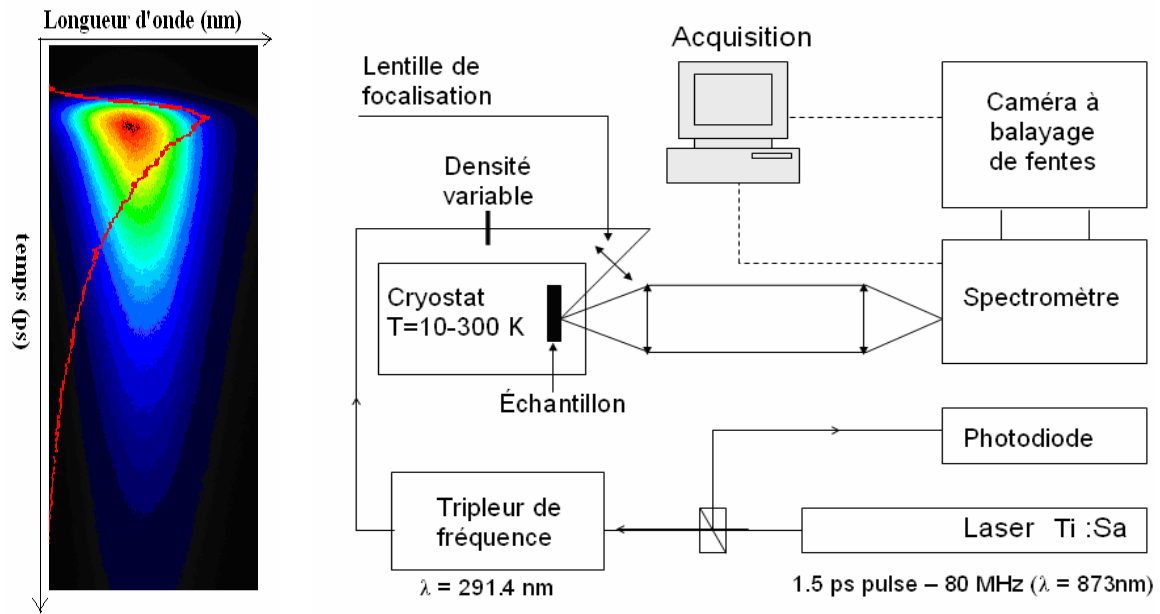 Longueur d'onde (nm)
temps (ps)
Acquisition
Lentille de
focalisation
Caméra à
balayage
de fentes
Densité
variable
Cryostat
T=10-300 K
Spectromètre
Échantillon
Photodiode
Tripleur de
fréquence
Laser Ti :Sa
λ = 291.4 nm
1.5 ps pulse – 80 MHz (λ = 873nm)